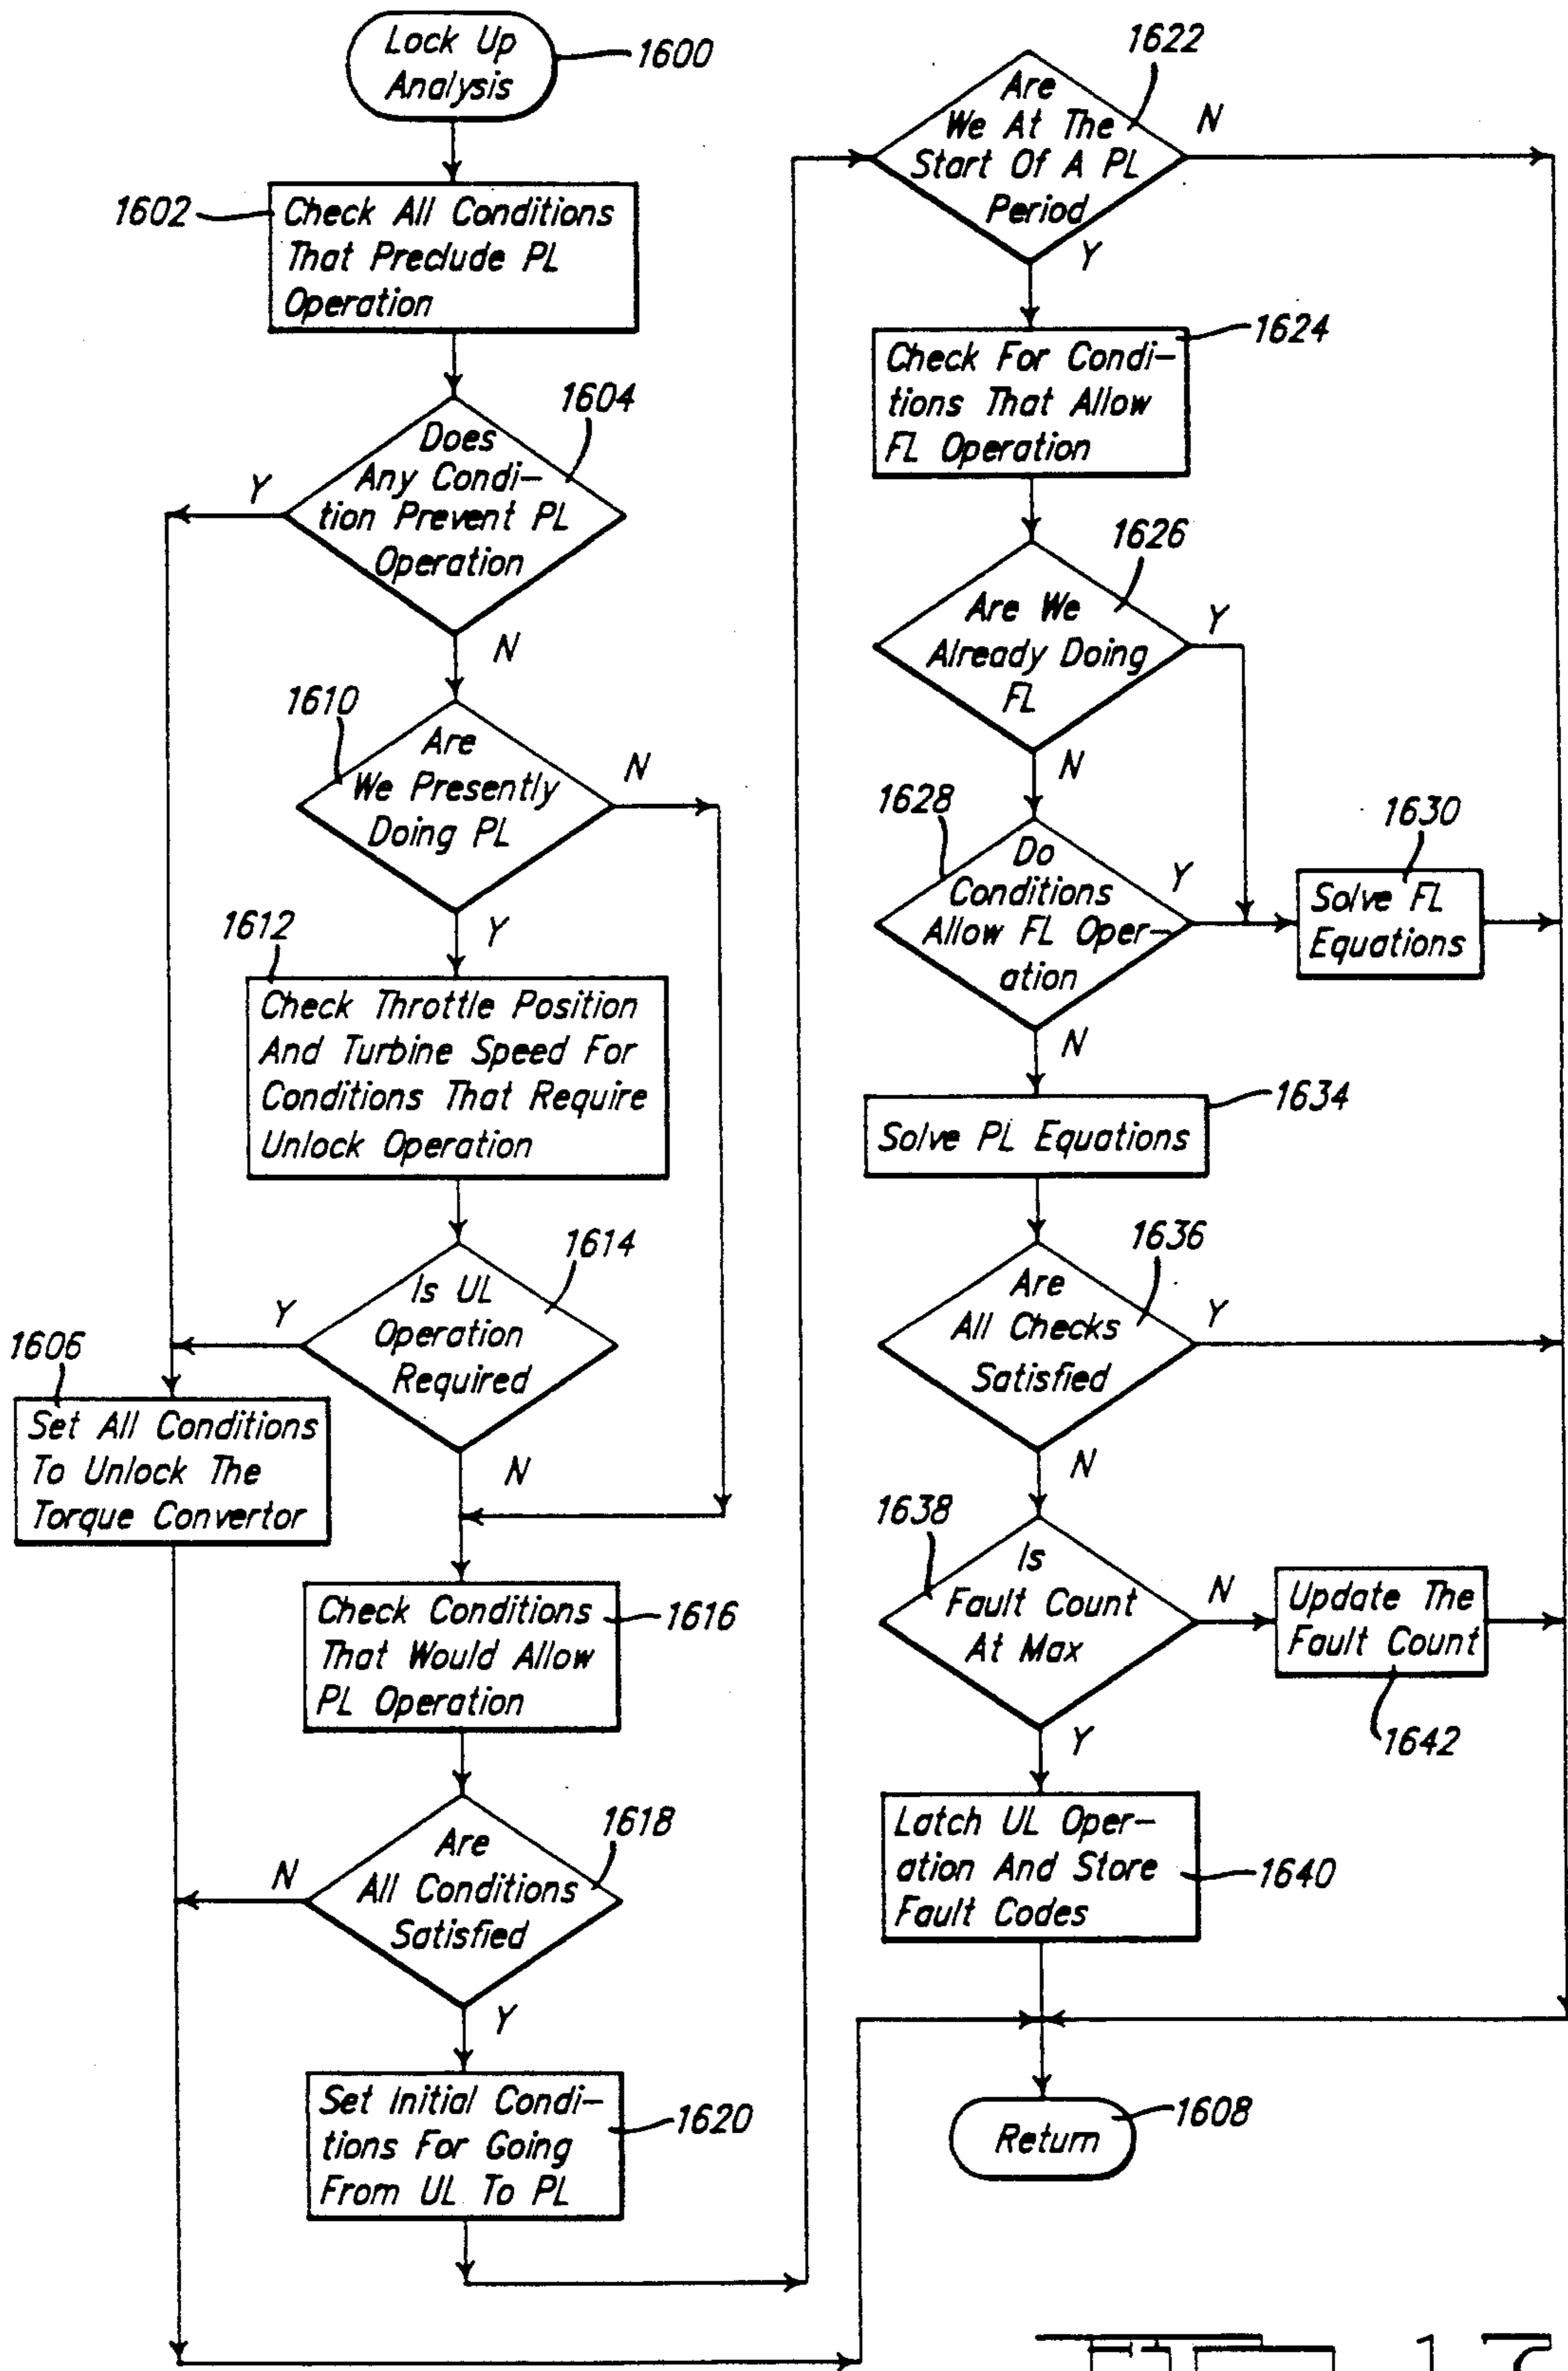 Lock Up
Analysis
1600
1602
Check All Conditions
That Preclude PL
Operation
1604
Does
Any Condi-
tion Prevent PL
Operation
Y
N
1610
Are
We Presently
Doing PL
N
Y
1612
Check Throttle Position
And Turbine Speed For
Conditions That Require
Unlock Operation
1614
Is UL
Operation
Required
Y
N
1606
Set All Conditions
To Unlock The
Torque Convertor
Check Conditions
That Would Allow
PL Operation
1616
1618
Are
All Conditions
Satisfied
N
Y
Set Initial Condi-
tions For Going
From UL To PL
1620
1622
Are
We At The
Start Of A PL
Period
N
Y
1624
Check For Condi-
tions That Allow
FL Operation
1626
Are We
Already Doing
FL
Y
N
1628
Do
Conditions
Allow FL Oper-
ation
Y
N
1630
Solve FL
Equations
1634
Solve PL Equations
1636
Are
All Checks
Satisfied
Y
N
1638
Is
Fault Count
At Max
N
Y
Update The
Fault Count
1642
Latch UL Oper-
ation And Store
Fault Codes
1640
Return
1608